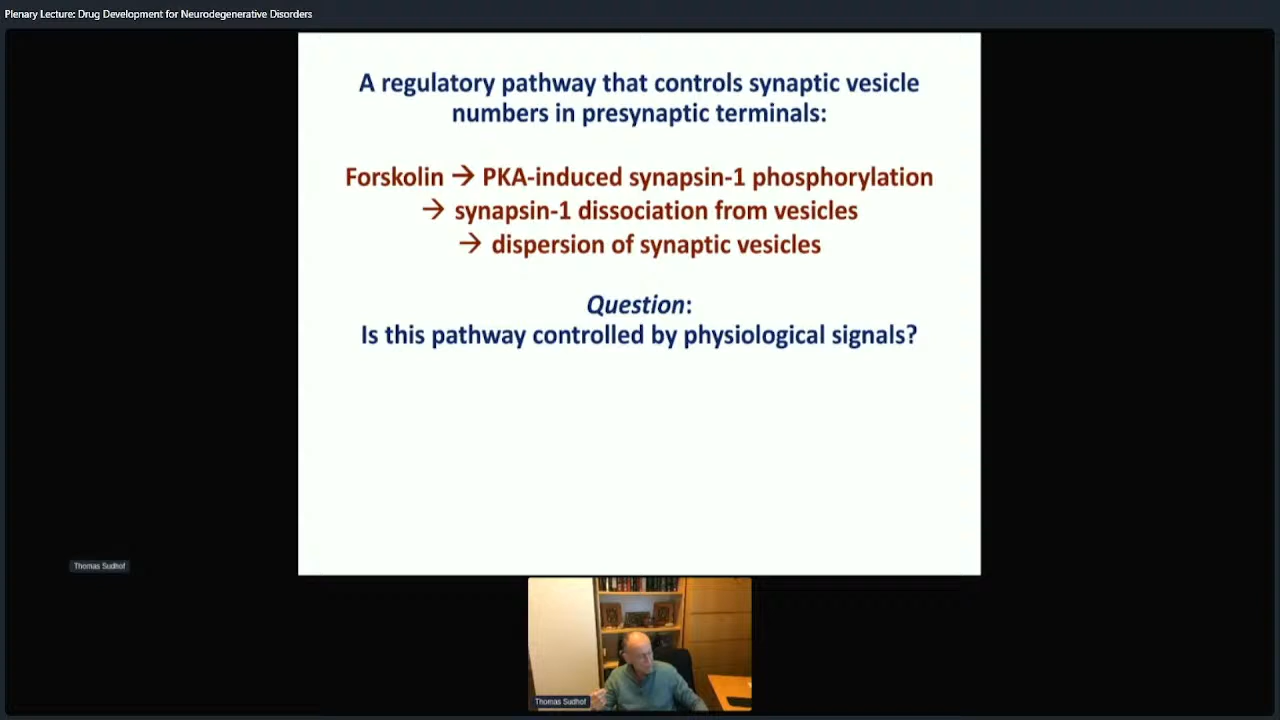 Plenary Lecture: Drug Development for Neurodegenerative Disorders
A regulatory pathway that controls synaptic vesicle
numbers in presynaptic terminals:
Forskolin → PKA-induced synapsin-1 phosphorylation
→ synapsin-1 dissociation from vesicles
→ dispersion of synaptic vesicles
Question:
Is this pathway controlled by physiological signals?
Thomas Sudhof
Thomas Sudhof